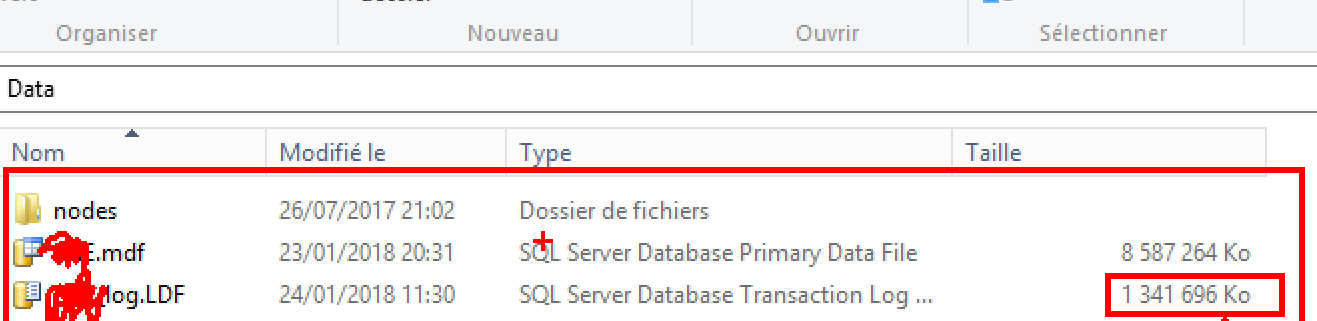 Organiser Nouveau Ouvrir Sélectionner
Data
Nom Modifié le Type Taille
nodes 26/07/2017 21:02 Dossier de fichiers
E.mdf 23/01/2018 20:31 SQL Server Database Primary Data File 8 587 264 Ko
log.LDF 24/01/2018 11:30 SQL Server Database Transaction Log ... 1 341 696 Ko